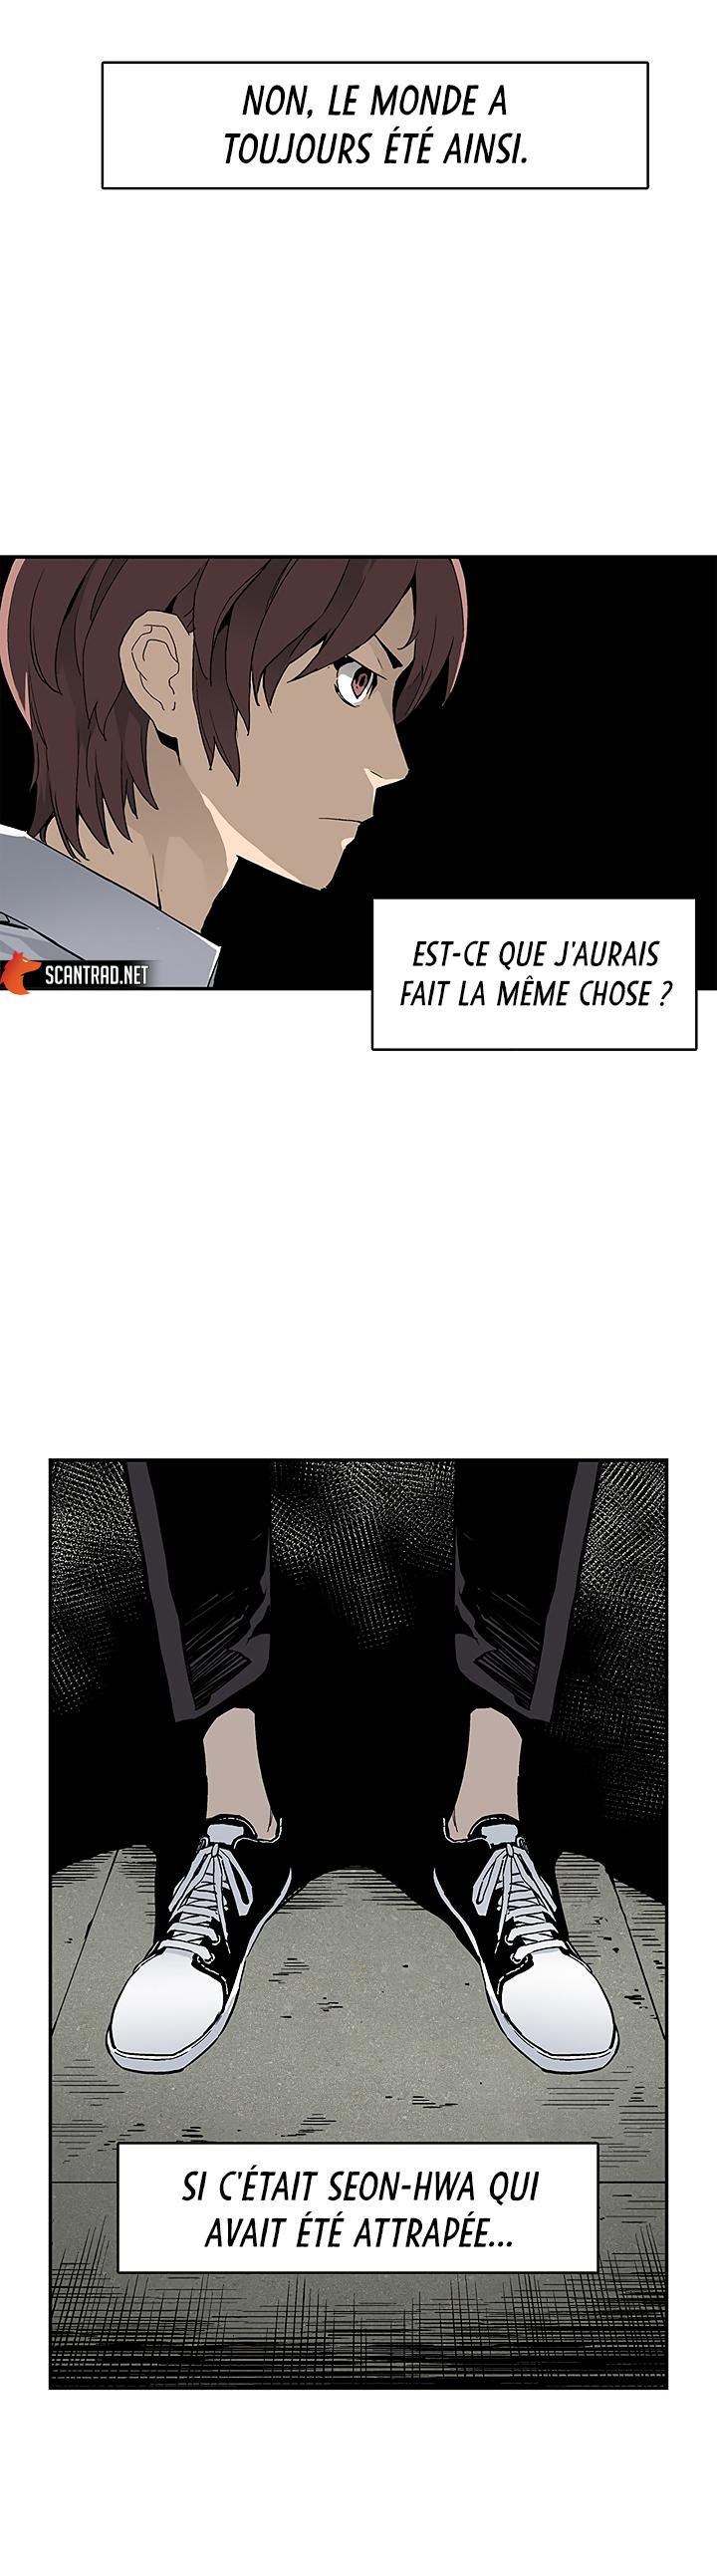 NON, LE MONDE A
TOUJOURS ÉTÉ AINSI.
SCANTRAD.NET
EST-CE QUE J'AURAIS
FAIT LA MÊME CHOSE ?
SI C'ÉTAIT SEON-HWA QUI
AVAIT ÉTÉ ATTRAPÉE...